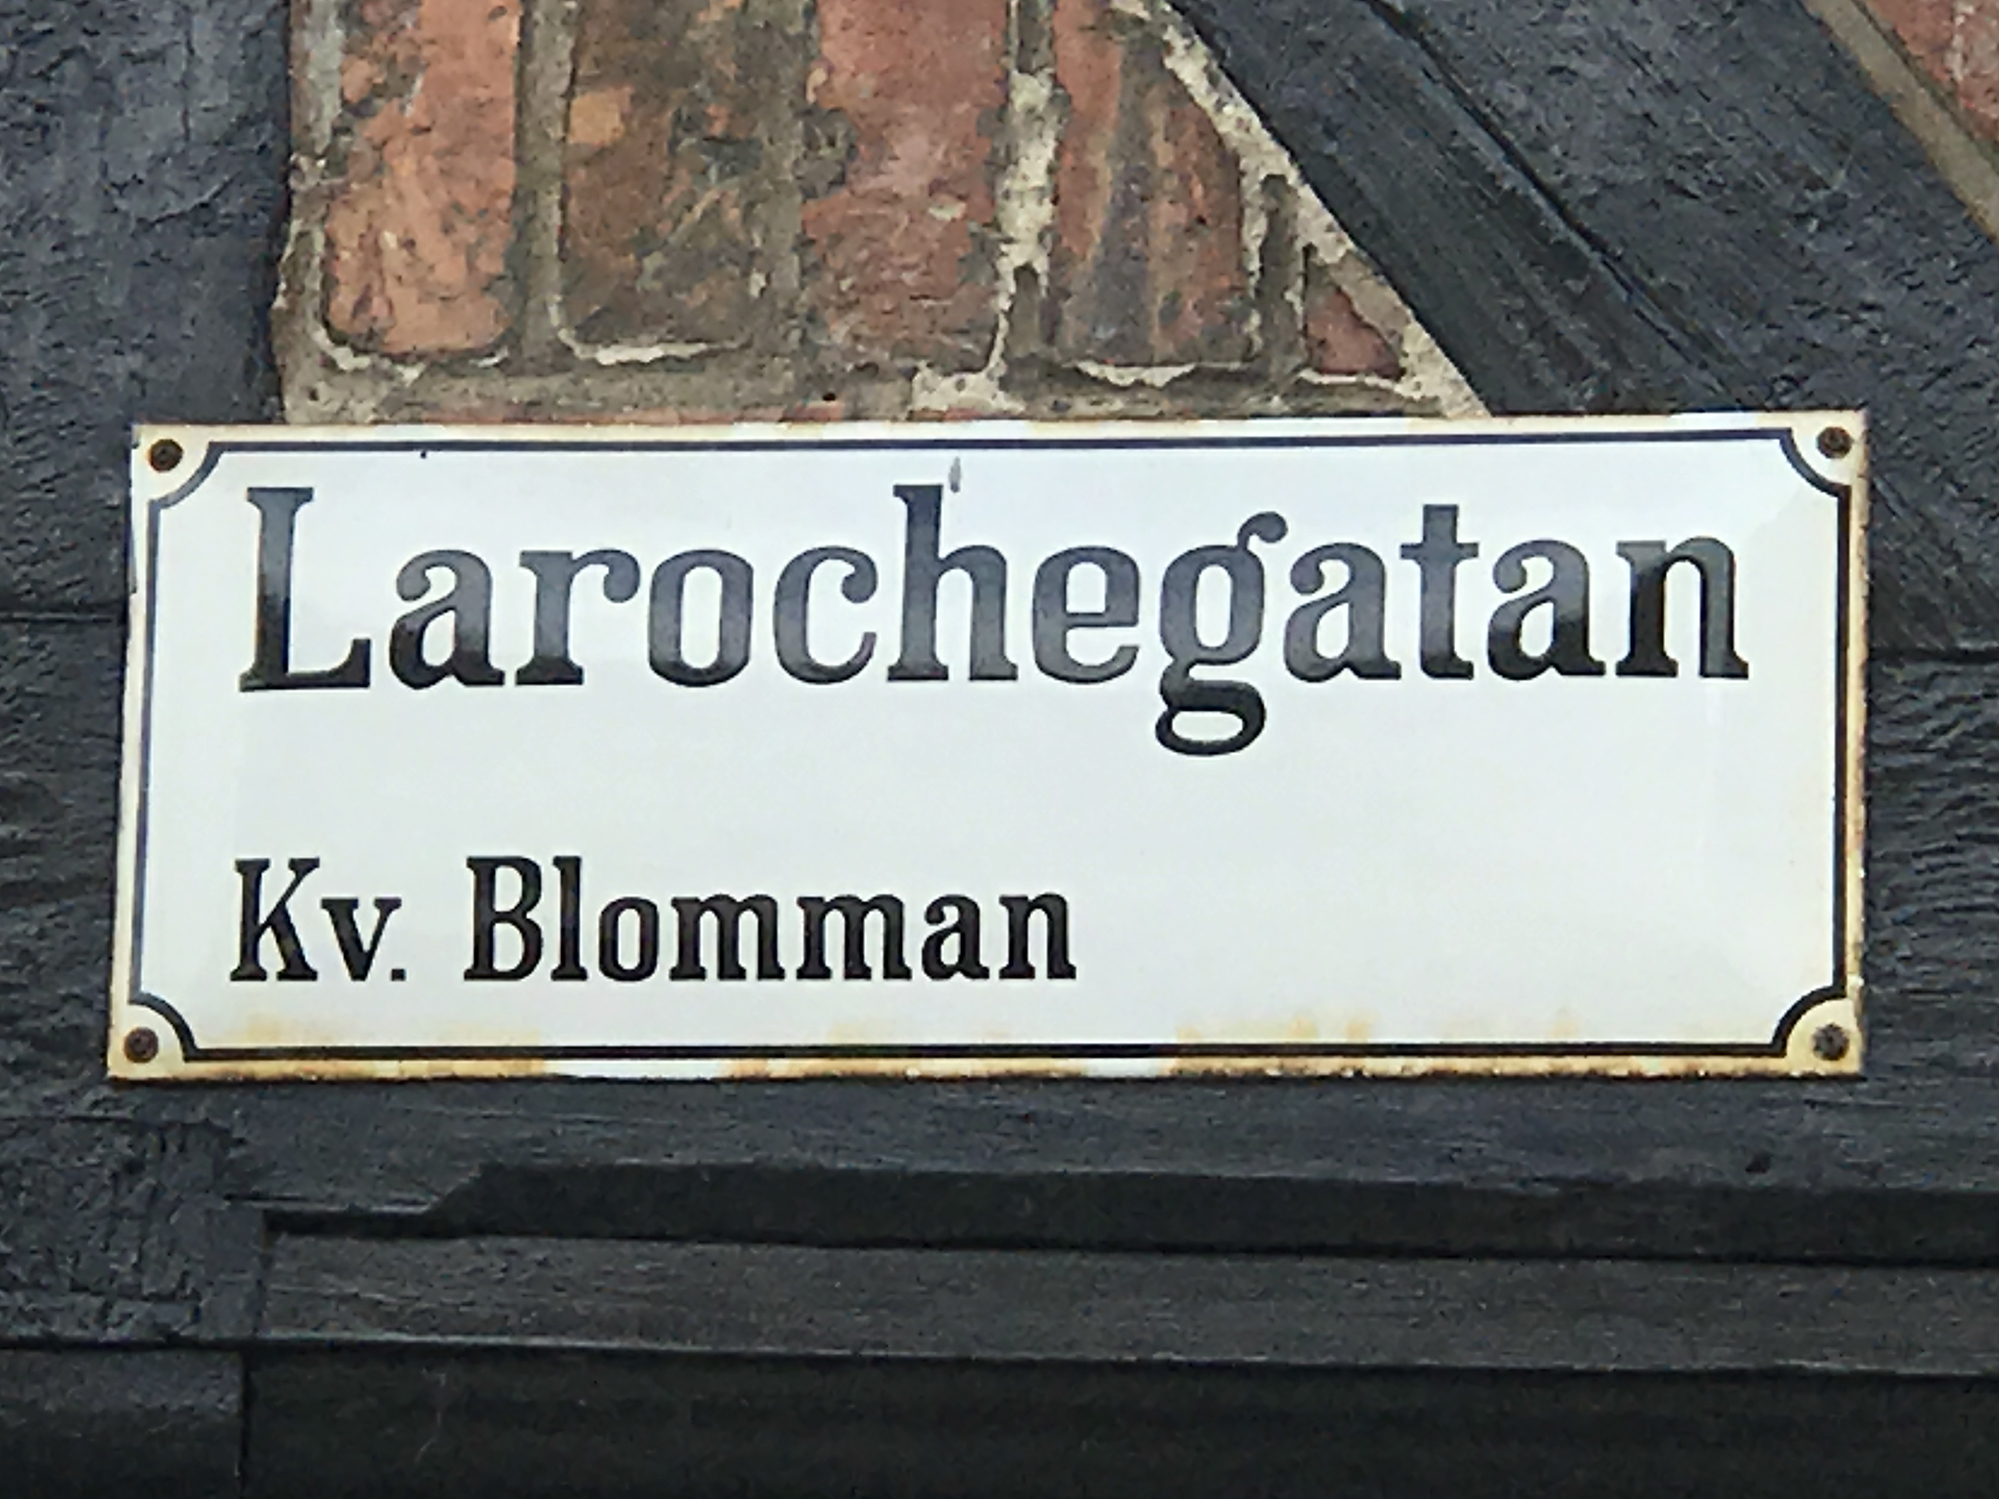 Larochegatan
Kv. Blomman